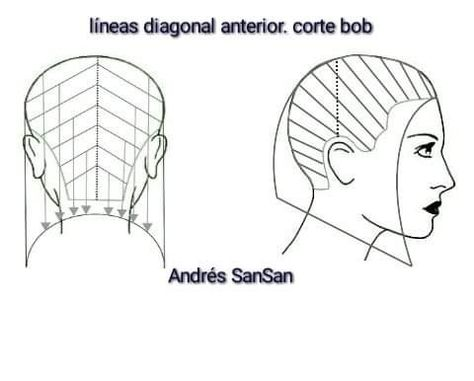 líneas diagonal anterior. corte bob
Andrés SanSan